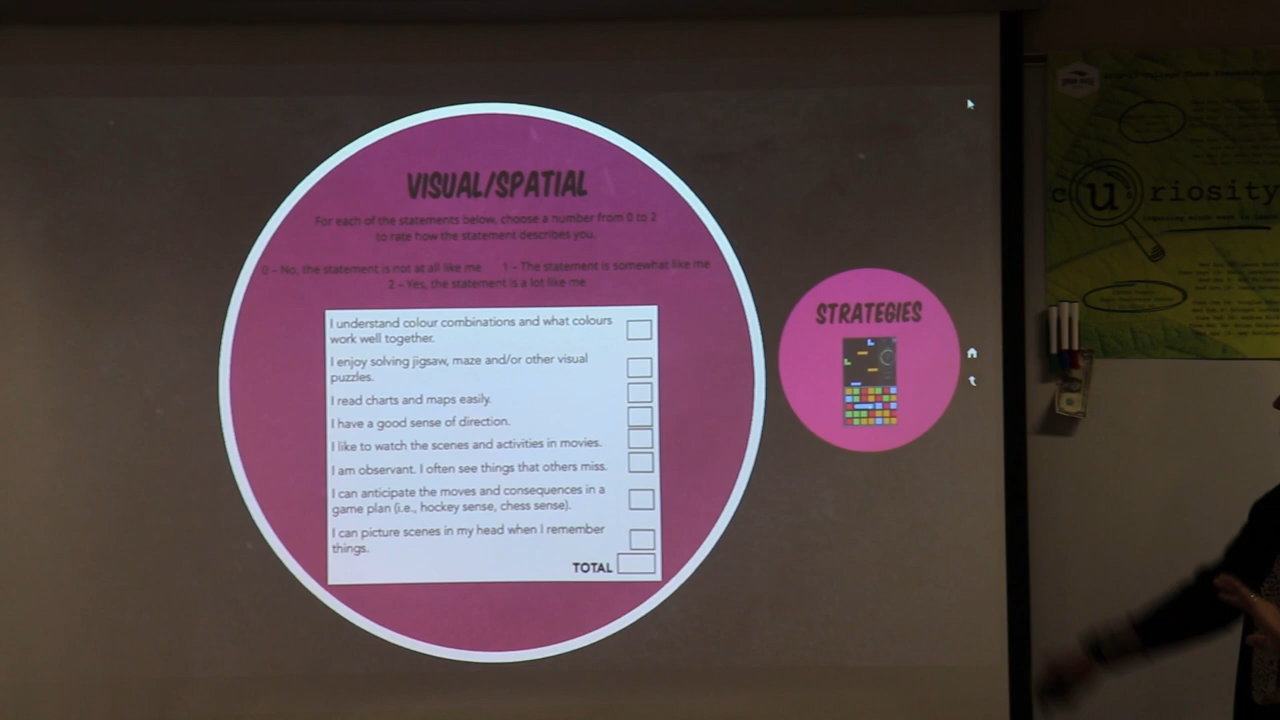 VISUAL/SPATIAL
For each of the statements below, choose a number from 0 to 2
to rate how the statement describes you.
0 – No, the statement is not at all like me 1 – The statement is somewhat like me
2 – Yes, the statement is a lot like me
I understand colour combinations and what colours
work well together.
I enjoy solving jigsaw, maze and/or other visual
puzzles.
I read charts and maps easily.
I have a good sense of direction.
I like to watch the scenes and activities in movies.
I am observant. I often see things that others miss.
I can anticipate the moves and consequences in a
game plan (i.e., hockey sense, chess sense).
I can picture scenes in my head when I remember
things.
TOTAL
STRATEGIES
curiosity